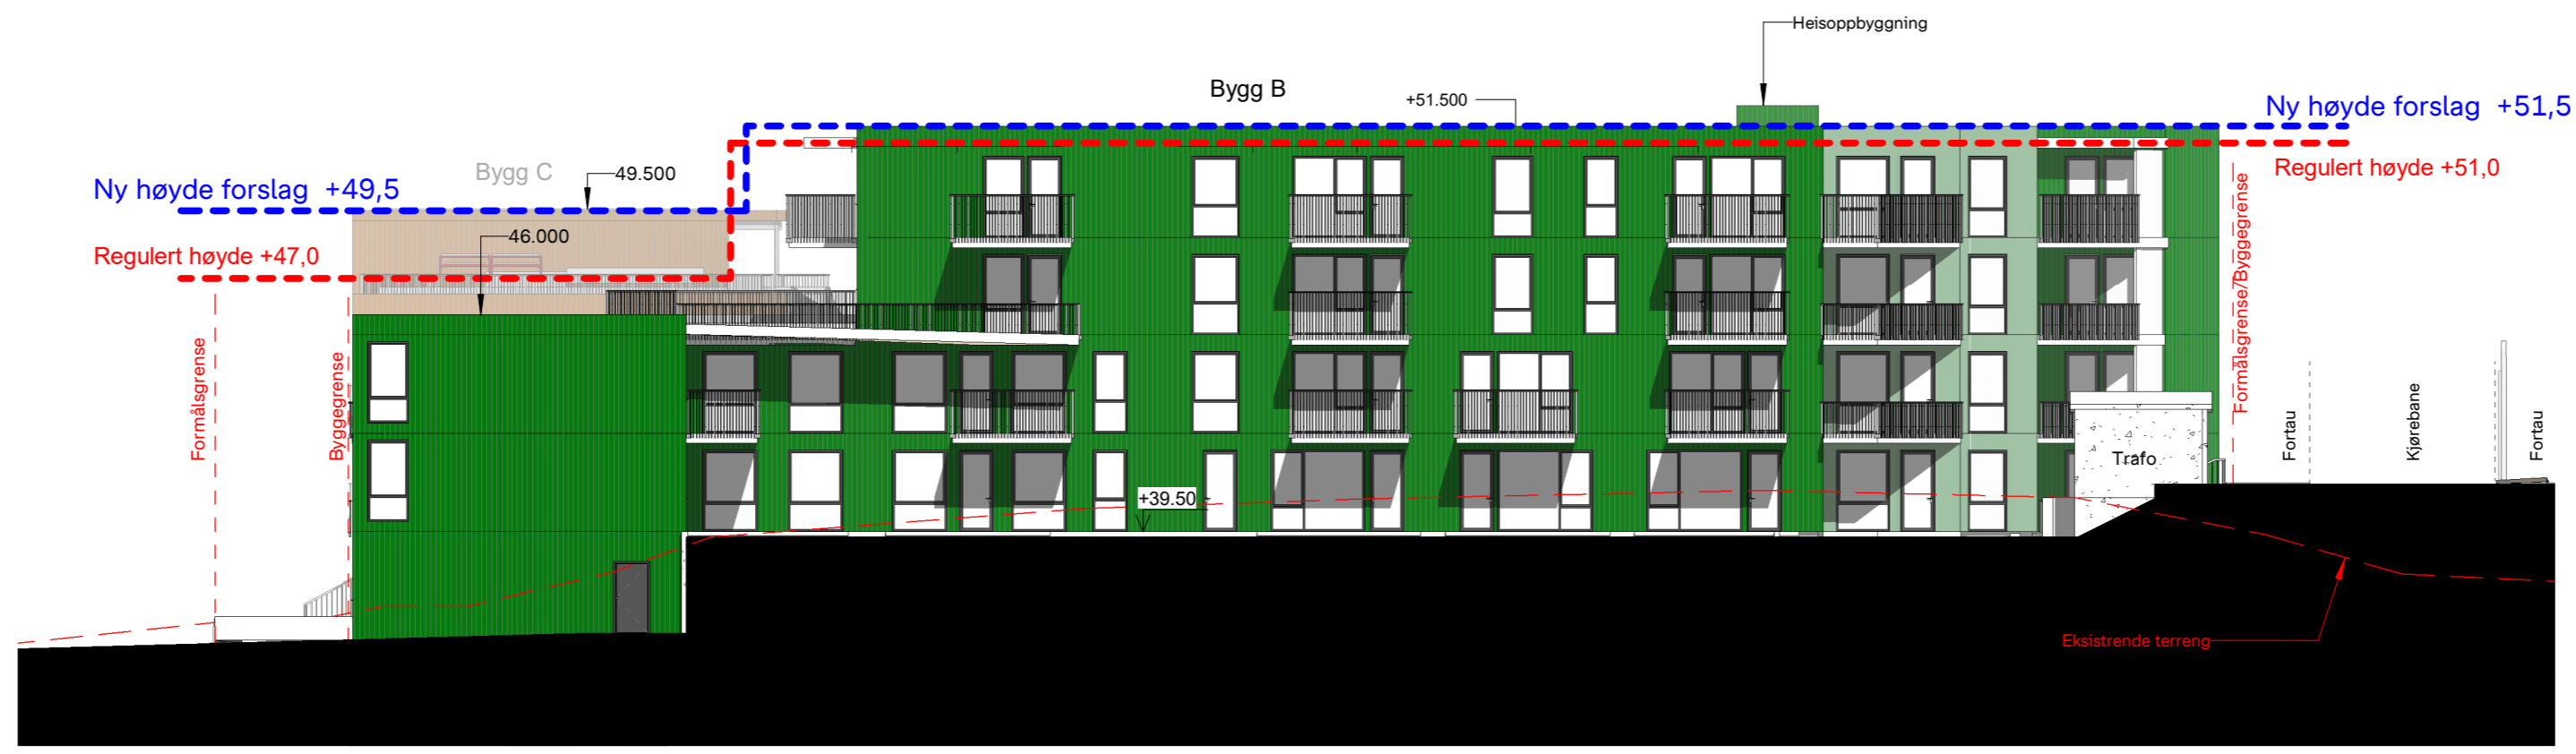 Heisoppbyggning
Bygg B
+51.500
Ny høyde forslag +51,5
Regulert høyde +51,0
Bygg C
49.500
Ny høyde forslag +49,5
46.000
Regulert høyde +47,0
Formålsgrense
Byggegrense
+39.50
Trafo
Formålsgrense/Byggegrense
Fortau
Kjørebane
Fortau
Eksistrende terreng